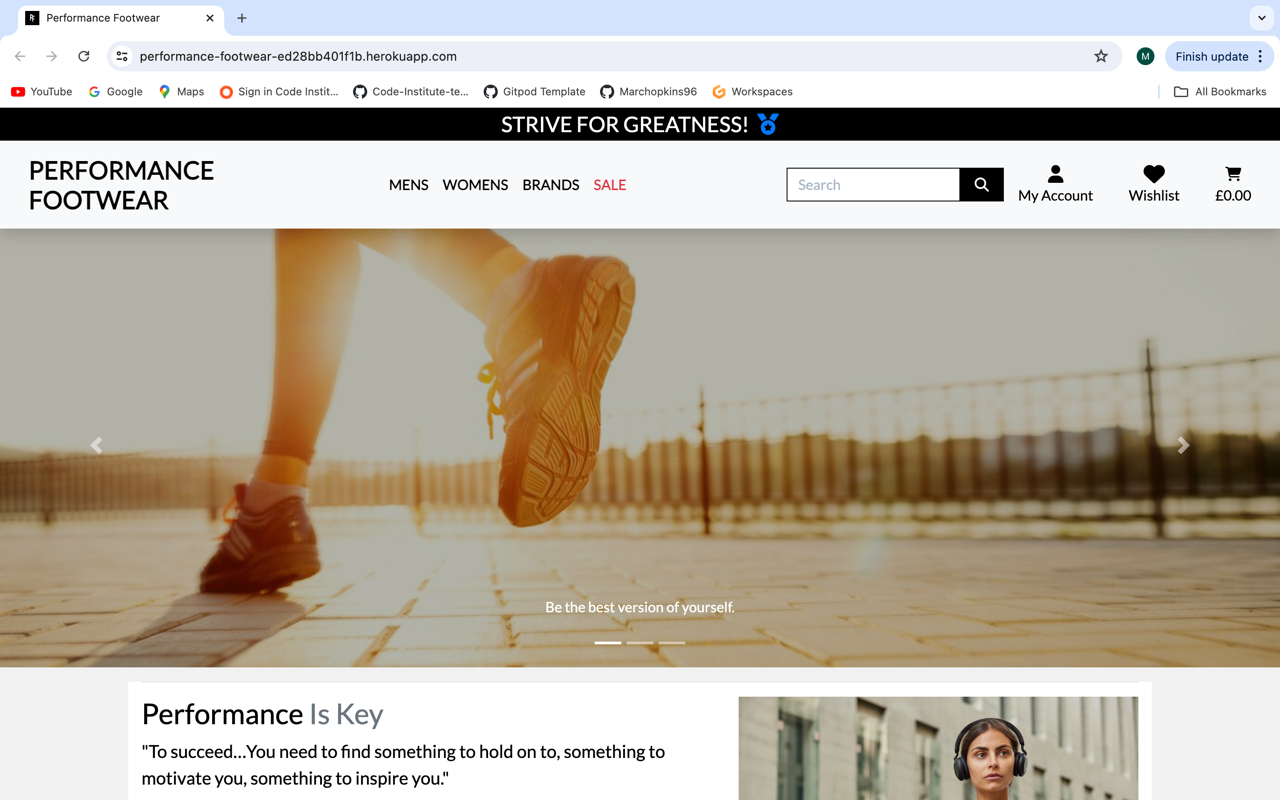 Performance Footwear
performance-footwear-ed28bb401f1b.herokuapp.com
M
Finish update
YouTube
Google
Maps
Sign in Code Instit...
Code-Institute-te...
Gitpod Template
Marchopkins96
Workspaces
All Bookmarks
STRIVE FOR GREATNESS!
PERFORMANCE
FOOTWEAR
MENS
WOMENS
BRANDS
SALE
Search
My Account
Wishlist
£0.00
Be the best version of yourself.
Performance Is Key
"To succeed...You need to find something to hold on to, something to
motivate you, something to inspire you."